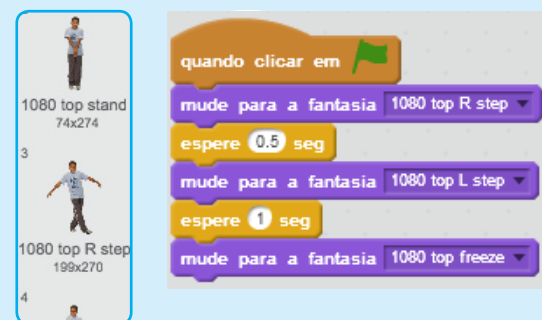 1080 top stand
74x274
3
1080 top R step
199x270
4
quando clicar em
mude para a fantasia 1080 top R step
espere 0.5 seg
mude para a fantasia 1080 top L step
espere 1 seg
mude para a fantasia 1080 top freeze